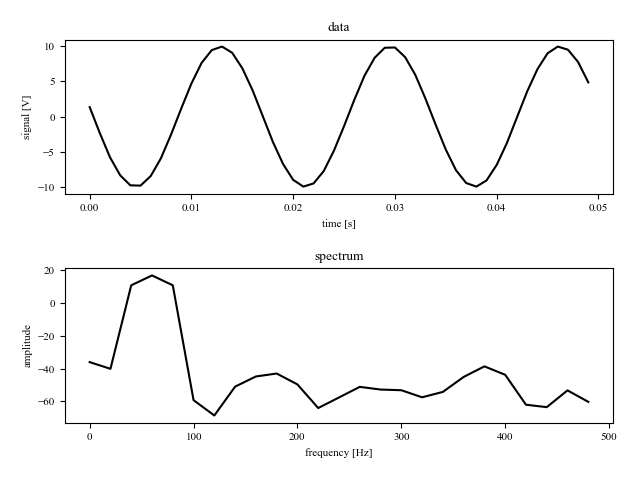 data
signal [V]
10
5
0
−5
−10
0.00 0.01 0.02 0.03 0.04 0.05
time [s]
spectrum
amplitude
20
0
−20
−40
−60
0 100 200 300 400 500
frequency [Hz]